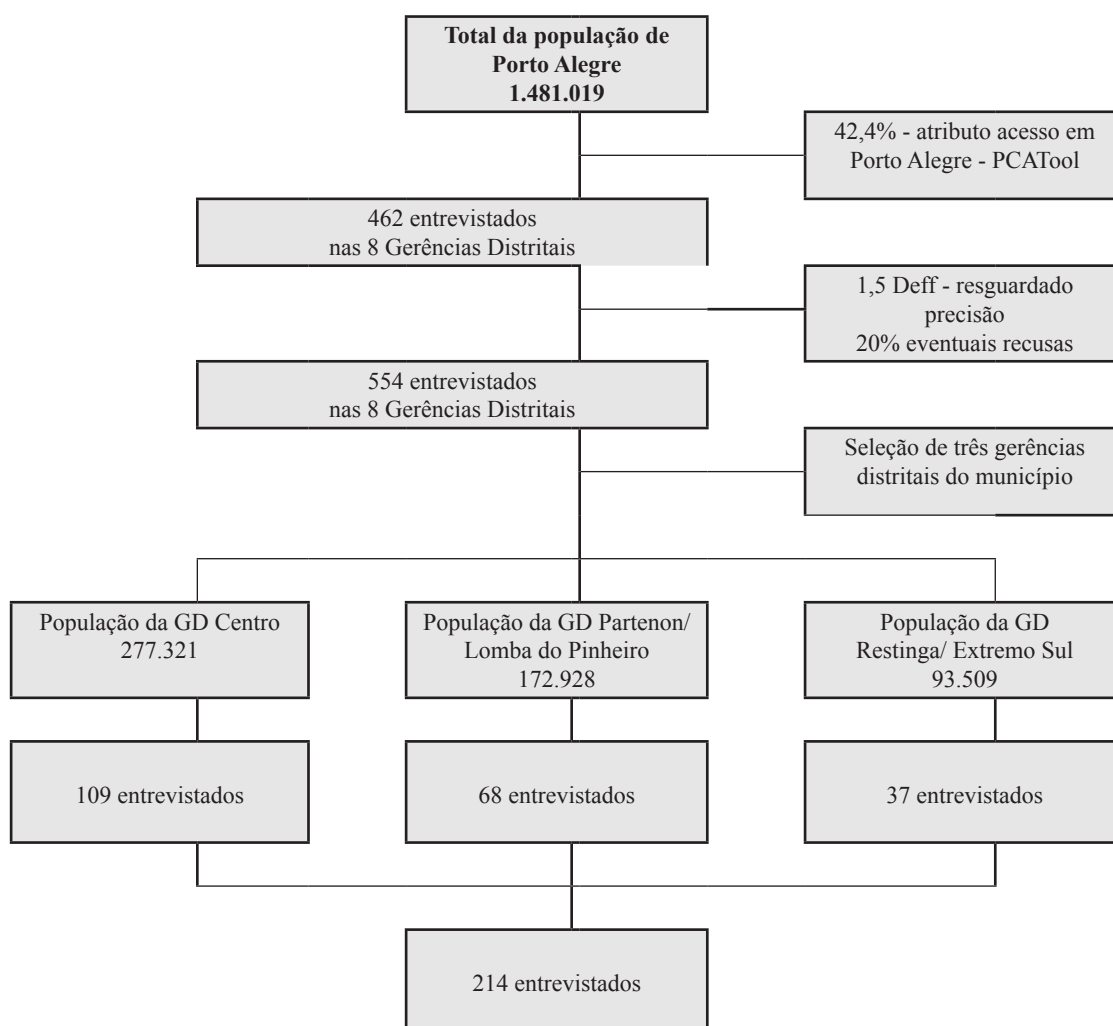 Total da população de
Porto Alegre
1.481.019
42,4% - atributo acesso em
Porto Alegre - PCATool
462 entrevistados
nas 8 Gerências Distritais
1,5 Deff - resguardado
precisão
20% eventuais recusas
554 entrevistados
nas 8 Gerências Distritais
Seleção de três gerências
distritais do município
População da GD Centro
277.321
População da GD Partenon/
Lomba do Pinheiro
172.928
População da GD
Restinga/ Extremo Sul
93.509
109 entrevistados
68 entrevistados
37 entrevistados
214 entrevistados